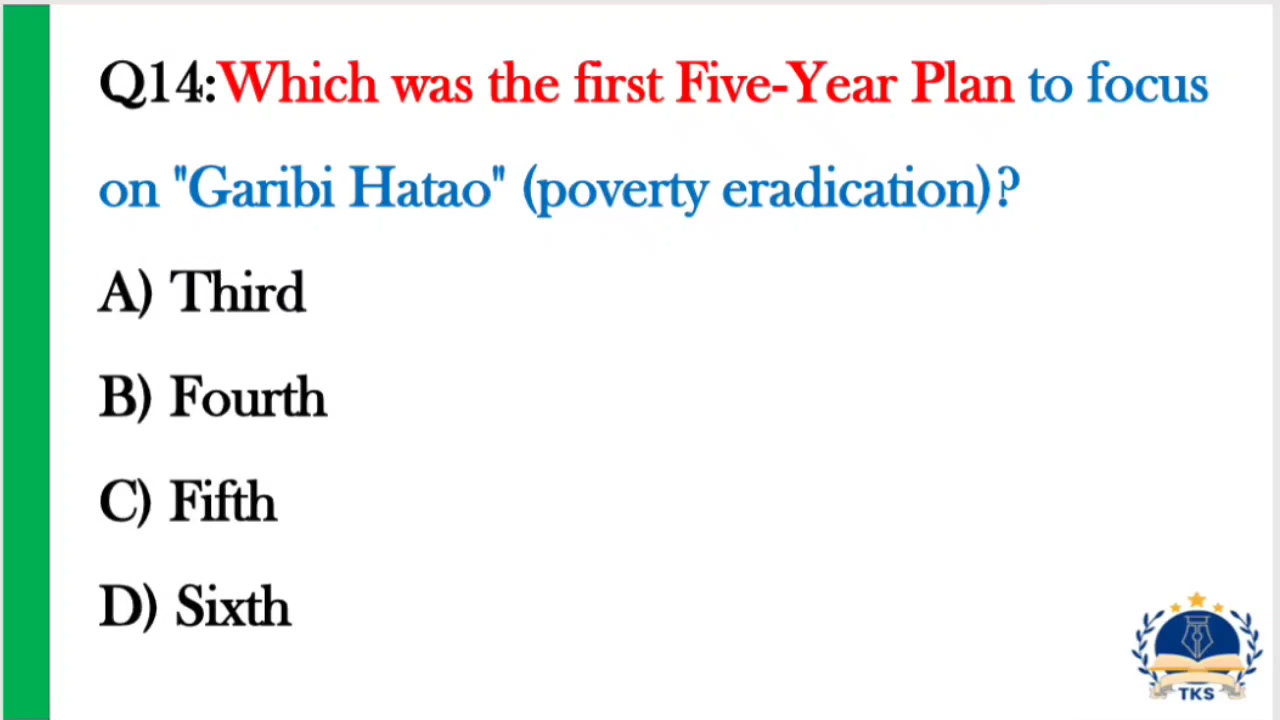 Q14:Which was the first Five-Year Plan to focus
on "Garibi Hatao" (poverty eradication)?
A) Third
B) Fourth
C) Fifth
D) Sixth
TKS